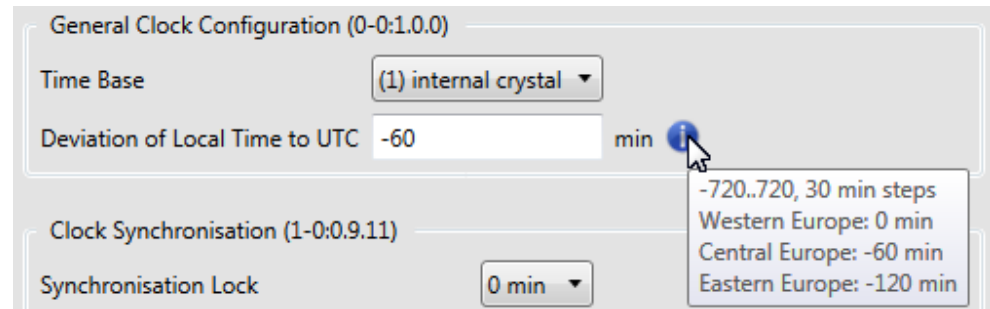 General Clock Configuration (0-0:1.0.0)
Time Base (1) internal crystal
Deviation of Local Time to UTC -60 min
-720..720, 30 min steps
Western Europe: 0 min
Central Europe: -60 min
Eastern Europe: -120 min
Clock Synchronisation (1-0:0.9.11)
Synchronisation Lock 0 min